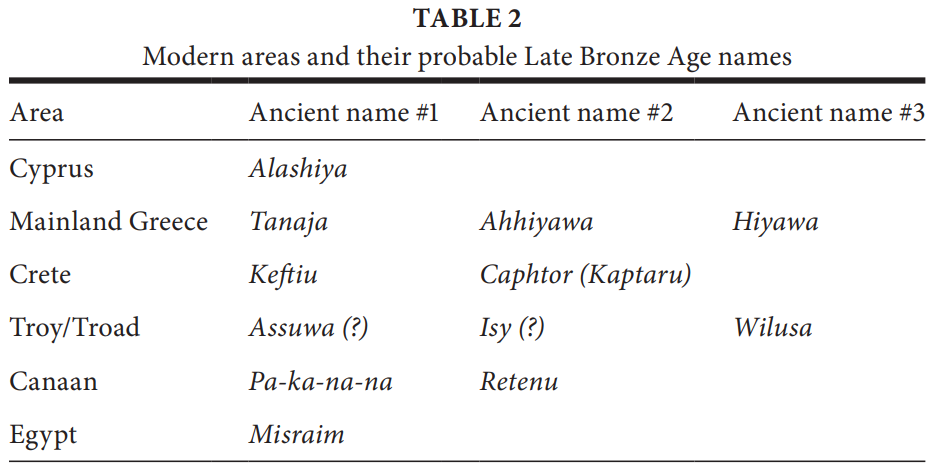 TABLE 2
Modern areas and their probable Late Bronze Age names
Area Ancient name #1 Ancient name #2 Ancient name #3
Cyprus Alashiya
Mainland Greece Tanaja Ahhiyawa Hiyawa
Crete Keftiu Caphtor (Kaptaru)
Troy/Troad Assuwa (?) Isy (?) Wilusa
Canaan Pa-ka-na-na Retenu
Egypt Misraim